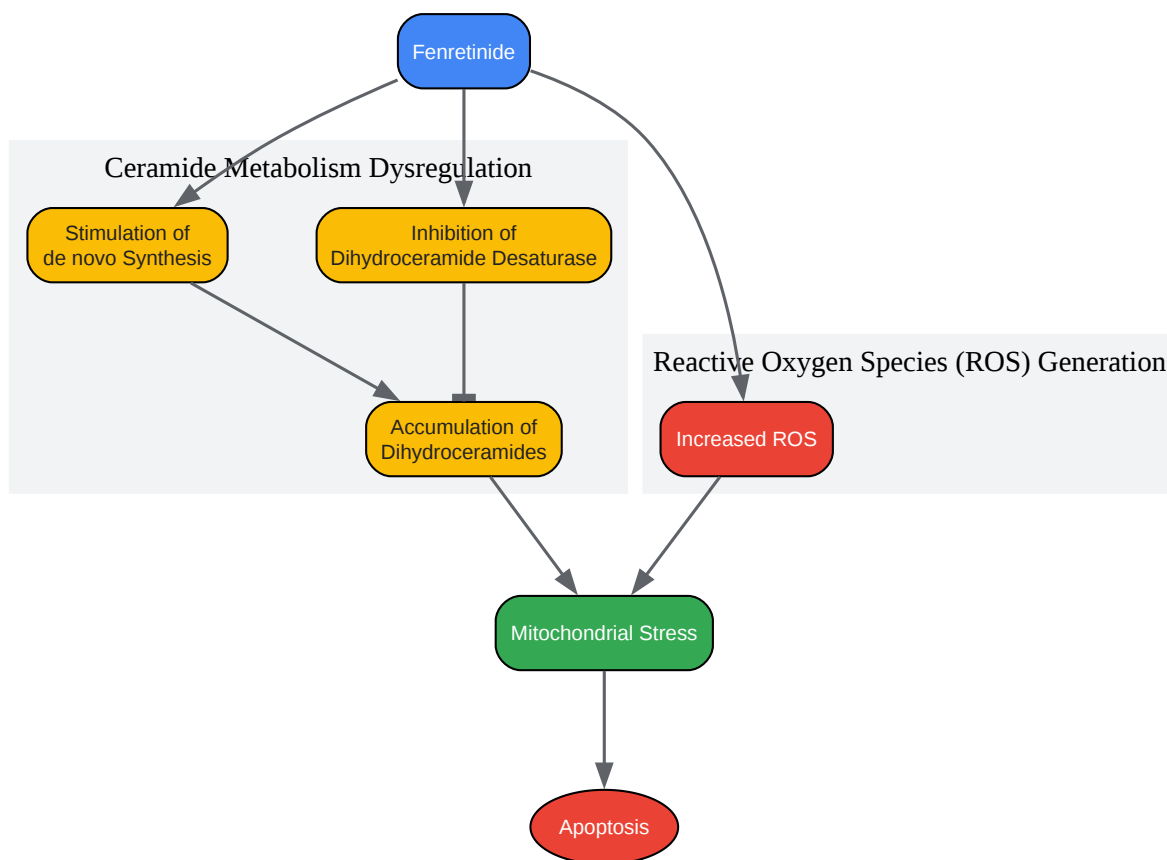 Fenretinide
Ceramide Metabolism Dysregulation
Stimulation of
de novo Synthesis
Inhibition of
Dihydroceramide Desaturase
Reactive Oxygen Species (ROS) Generation
Accumulation of
Dihydroceramides
Increased ROS
Mitochondrial Stress
Apoptosis